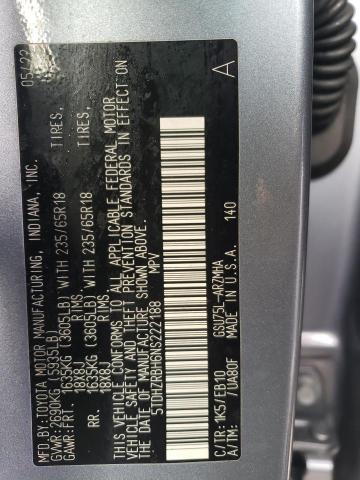 MFD.BY:TOYOTA MOTOR MANUFACTURING, INDIANA, INC. 05/22
GVWR:2690KG (5935LB)
GAWR:FRT. 1635KG (3605LB) WITH 235/65R18 TIRES,
18X8J RIMS
RR. 1635KG (3605LB) WITH 235/65R18 TIRES,
18X8J RIMS
THIS VEHICLE CONFORMS TO ALL APPLICABLE FEDERAL MOTOR
VEHICLE SAFETY AND THEFT PREVENTION STANDARDS IN EFFECT ON
THE DATE OF MANUFACTURE SHOWN ABOVE.
5TDHZRBH6NS222188 MPV
A
C/TR:1K5/EB10 GSU75L-ARZMHA
A/TM: -/UA80F MADE IN U.S.A. 140